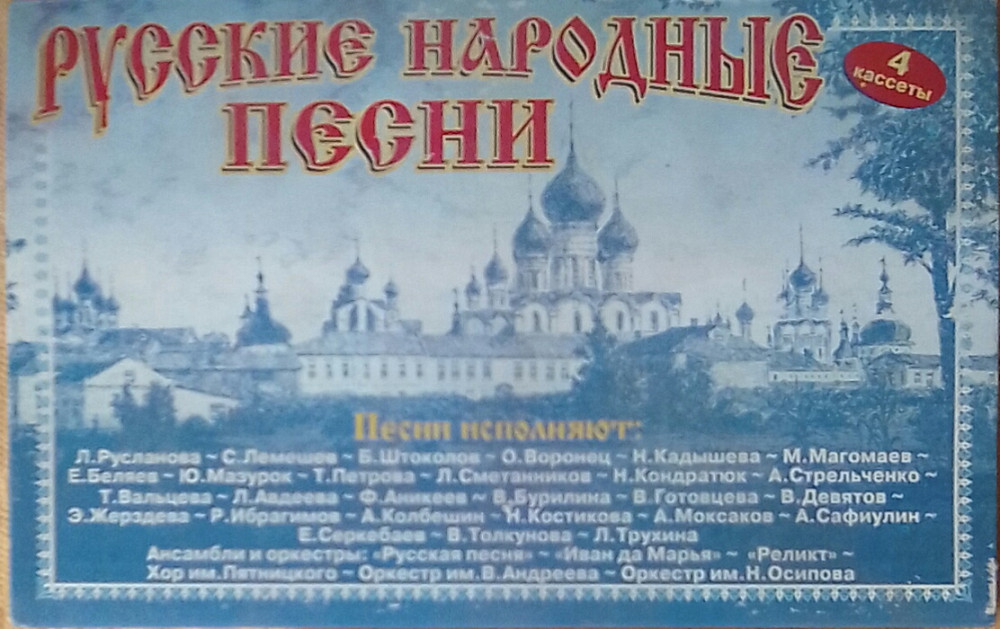 РУССКИЕ НАРОДНЫЕ
ПЕСНИ
4
кассеты
Песни исполняют:
Л.Русланова ~ С.Лемешев ~ Б.Штоколов ~ О.Воронец ~ Н.Кадышева ~ М.Магомаев ~
Е.Беляев ~ Ю.Мазурок ~ Т.Петрова ~ Л.Сметанников ~ Н.Кондратюк ~ А.Стрельченко ~
Т.Вальцева ~ Л.Авдеева ~ Ф.Аникеев ~ В.Бурилина ~ В.Готовцева ~ В.Девятов ~
Э.Жерздева ~ Р.Ибрагимов ~ А.Колбешин ~ Н.Костикова ~ А.Моксаков ~ А.Сафиулин ~
Е.Серкебаев ~ В.Толкунова ~ Л.Трухина
Ансамбли и оркестры: «Русская песня» ~ «Иван да Марья» ~ «Реликт» ~
Хор им.Пятницкого ~ Оркестр им.В.Андреева ~ Оркестр им.Н.Осипова